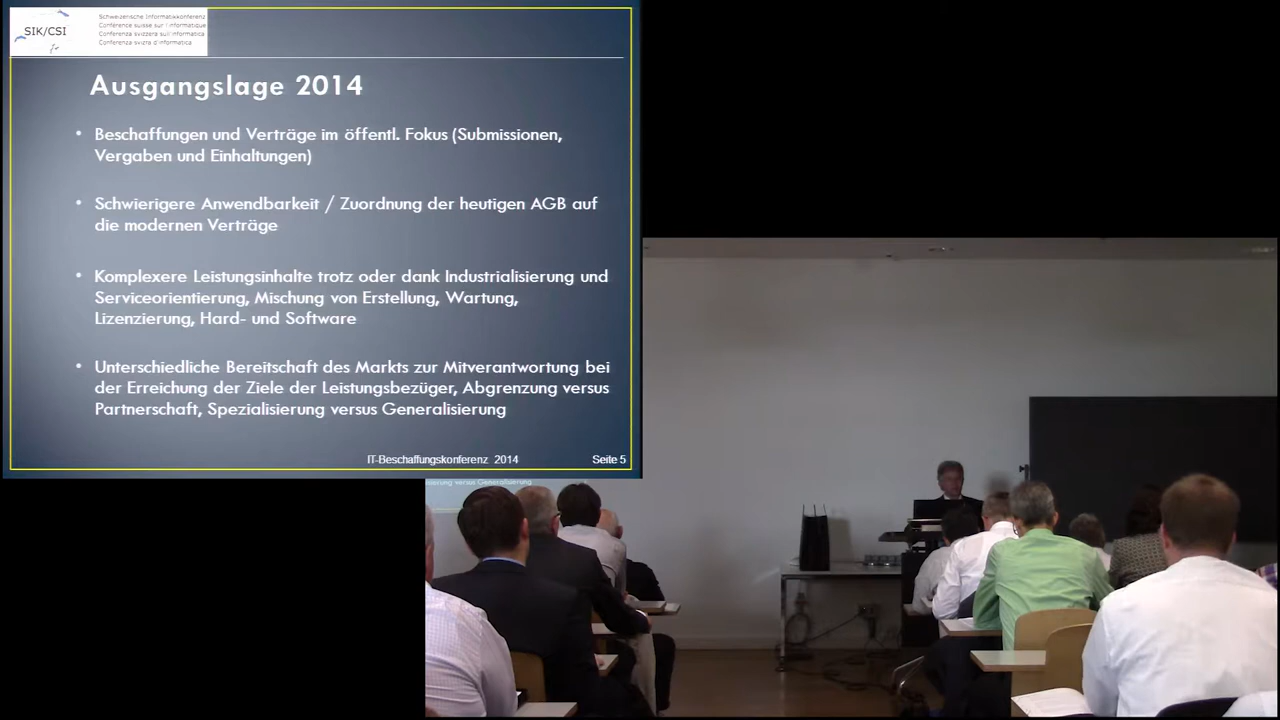 SIK/CSI
Schweizerische Informatikkonferenz
Conférence suisse sur l'informatique
Conferenza svizzera sull'informatica
Conferenza svizra d'informatica
Ausgangslage 2014
• Beschaffungen und Verträge im öffentl. Fokus (Submissionen,
Vergaben und Einhaltungen)
• Schwierigere Anwendbarkeit / Zuordnung der heutigen AGB auf
die modernen Verträge
• Komplexere Leistungsinhalte trotz oder dank Industrialisierung und
Serviceorientierung, Mischung von Erstellung, Wartung,
Lizenzierung, Hard- und Software
• Unterschiedliche Bereitschaft des Markts zur Mitverantwortung bei
der Erreichung der Ziele der Leistungsbezüger, Abgrenzung versus
Partnerschaft, Spezialisierung versus Generalisierung
IT-Beschaffungskonferenz 2014 Seite 5
versus Generalisierung